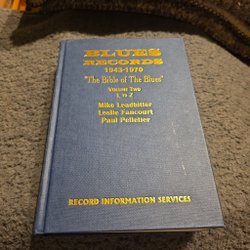 BLUES
RECORDS
1943-1970
"The Bible of The Blues"
VOLUME TWO
L TO Z
Mike Leadbitter
Leslie Fancourt
Paul Pelletier
RECORD INFORMATION SERVICES